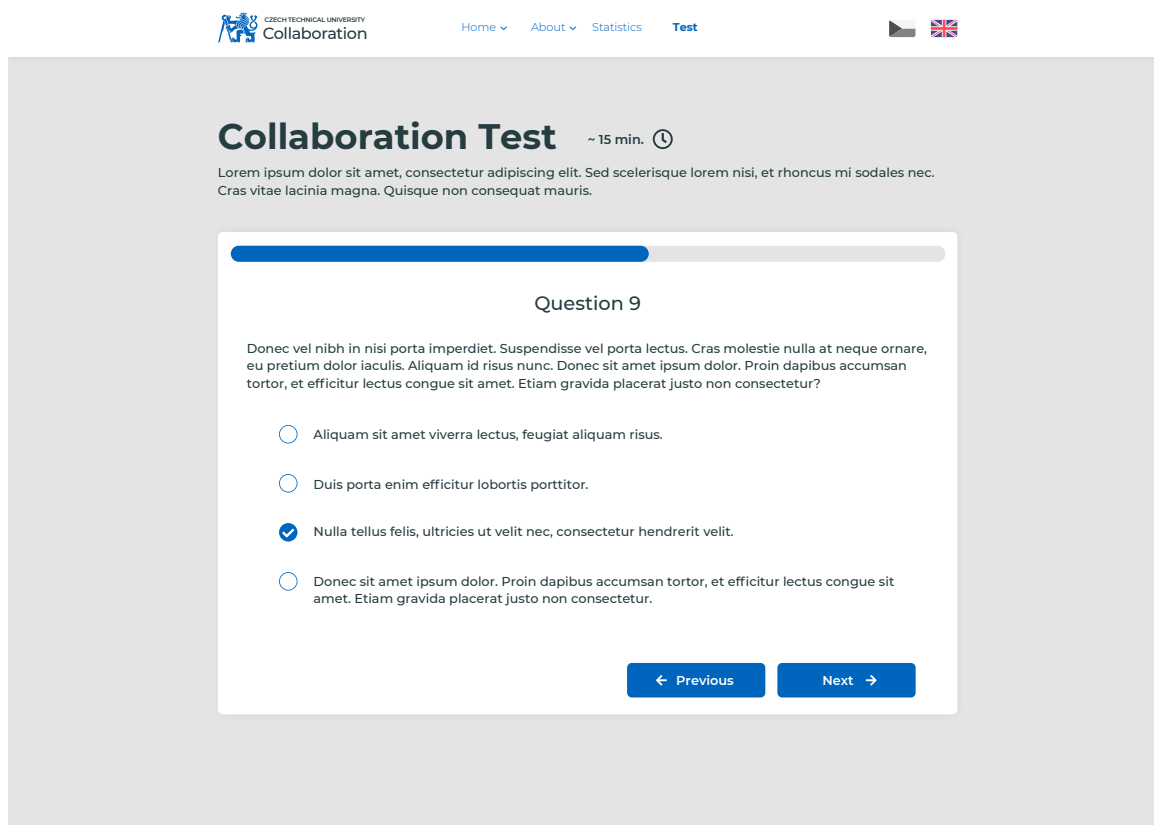 CZECH TECHNICAL UNIVERSITY
Collaboration
Home
About
Statistics
Test
Collaboration Test
~ 15 min.
Lorem ipsum dolor sit amet, consectetur adipiscing elit. Sed scelerisque lorem nisi, et rhoncus mi sodales nec.
Cras vitae lacinia magna. Quisque non consequat mauris.
Question 9
Donec vel nibh in nisi porta imperdiet. Suspendisse vel porta lectus. Cras molestie nulla at neque ornare,
eu pretium dolor iaculis. Aliquam id risus nunc. Donec sit amet ipsum dolor. Proin dapibus accumsan
tortor, et efficitur lectus congue sit amet. Etiam gravida placerat justo non consectetur?
Aliquam sit amet viverra lectus, feugiat aliquam risus.
Duis porta enim efficitur lobortis porttitor.
Nulla tellus felis, ultricies ut velit nec, consectetur hendrerit velit.
Donec sit amet ipsum dolor. Proin dapibus accumsan tortor, et efficitur lectus congue sit
amet. Etiam gravida placerat justo non consectetur.
Previous
Next